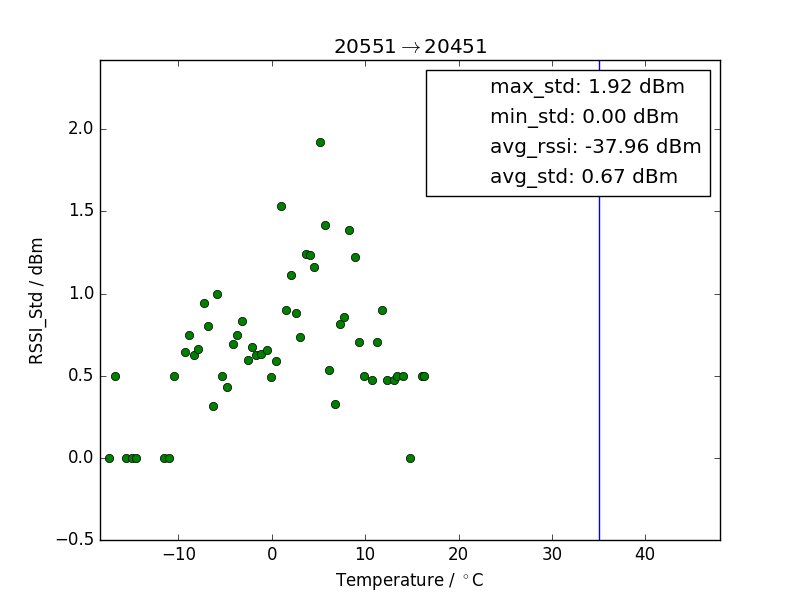 20551→20451
max_std: 1.92 dBm
min_std: 0.00 dBm
avg_rssi: -37.96 dBm
avg_std: 0.67 dBm
2.0
1.5
1.0
0.5
0.0
−0.5
RSSI_Std / dBm
−10 0 10 20 30 40
Temperature / °C